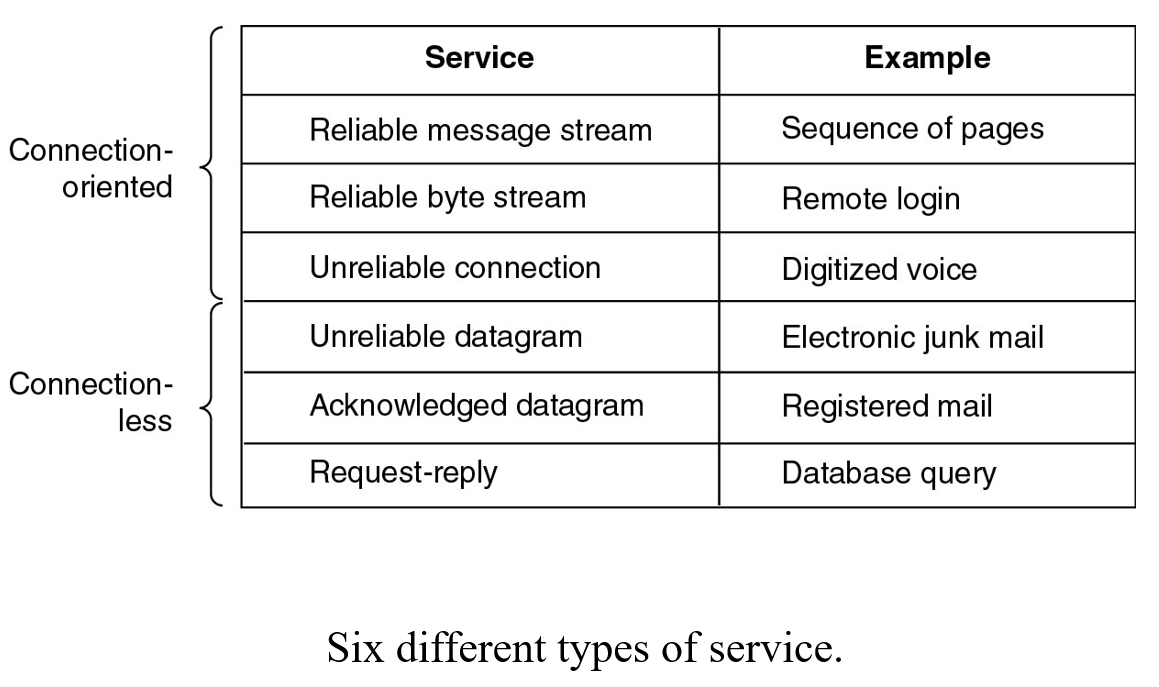 Service Example
Connection-
oriented
Reliable message stream Sequence of pages
Reliable byte stream Remote login
Unreliable connection Digitized voice
Connection-
less
Unreliable datagram Electronic junk mail
Acknowledged datagram Registered mail
Request-reply Database query
Six different types of service.